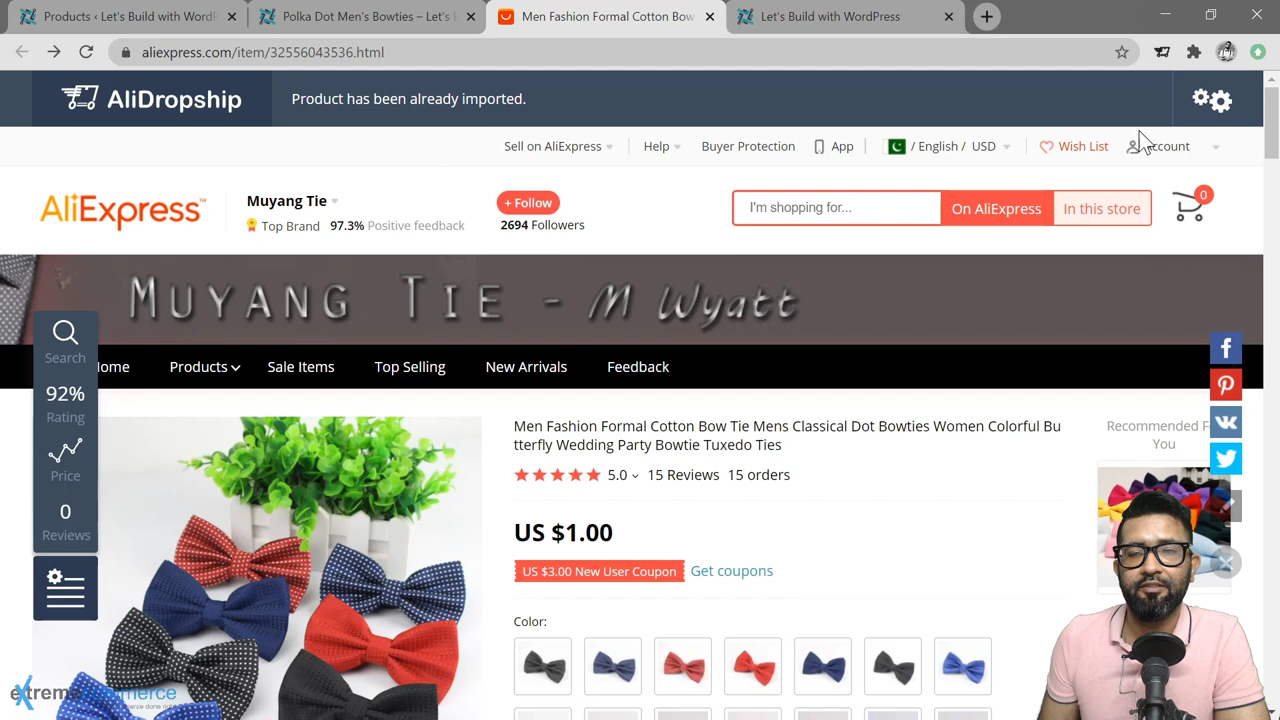 Products ‹ Let's Build with WordP
Polka Dot Men's Bowties – Let's B
Men Fashion Formal Cotton Bow
Let's Build with WordPress
aliexpress.com/item/32556043536.html
AliDropship
Product has been already imported.
Sell on AliExpress
Help
Buyer Protection
App
/ English / USD
Wish List
Account
AliExpress™
Muyang Tie
Top Brand 97.3% Positive feedback
+ Follow
2694 Followers
I'm shopping for...
On AliExpress
In this store
0
MUYANG TIE - M Wyatt
Home
Products
Sale Items
Top Selling
New Arrivals
Feedback
Search
92%
Rating
Price
0
Reviews
Men Fashion Formal Cotton Bow Tie Mens Classical Dot Bowties Women Colorful Bu
tterfly Wedding Party Bowtie Tuxedo Ties
5.0 15 Reviews 15 orders
US $1.00
US $3.00 New User Coupon Get coupons
Color:
Recommended F
You